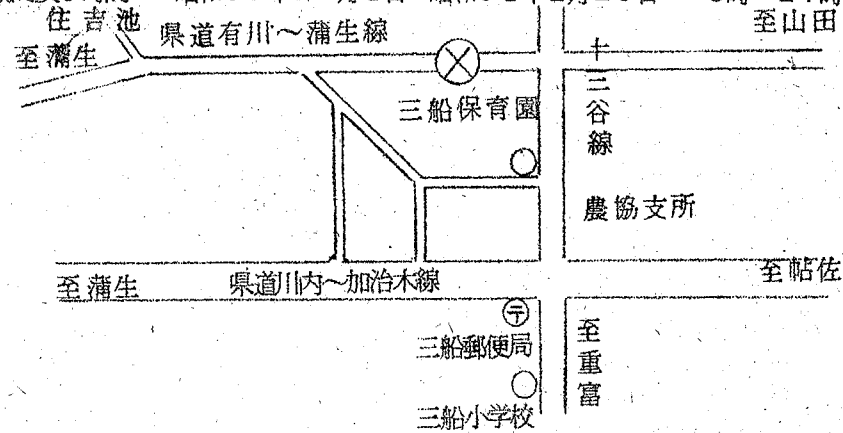 住吉池
県道有川～蒲生線
至山田
至蒲生
十三谷線
三船保育園
農協支所
至蒲生
県道川内～加治木線
至帖佐
〒
三船郵便局
至重富
三船小学校